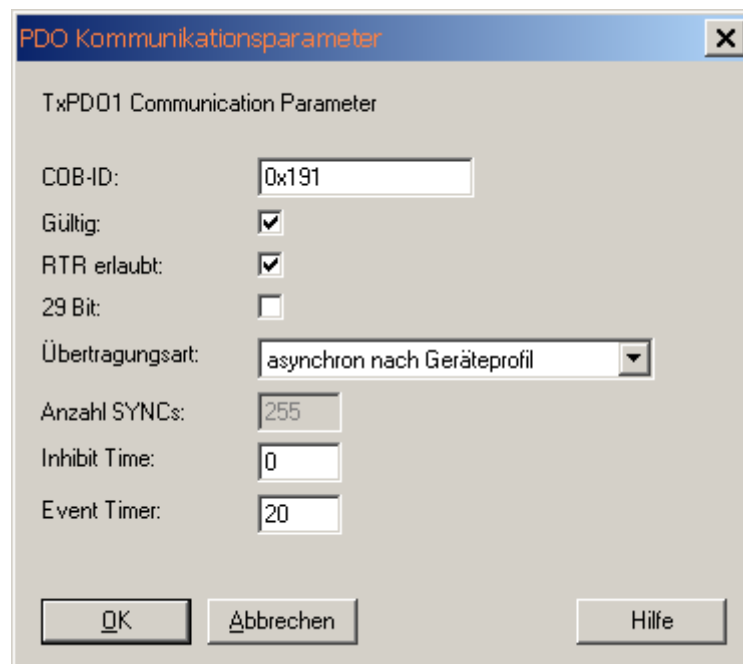 PDO Kommunikationsparameter
TxPDO1 Communication Parameter
COB-ID: 0x191
Gültig:
RTR erlaubt:
29 Bit:
Übertragungsart: asynchron nach Geräteprofil
Anzahl SYNCs: 255
Inhibit Time: 0
Event Timer: 20
OK Abbrechen Hilfe